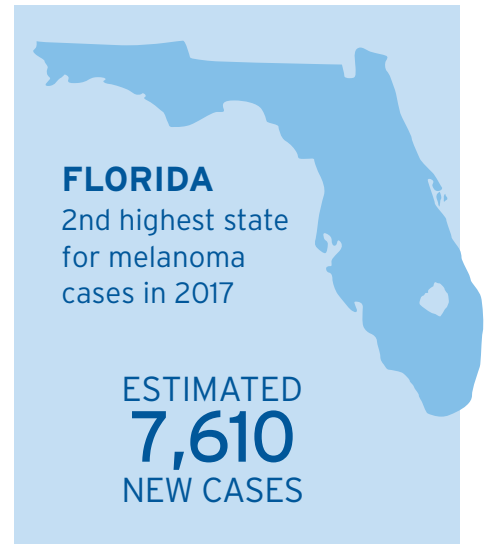 FLORIDA
2nd highest state
for melanoma
cases in 2017
ESTIMATED
7,610
NEW CASES